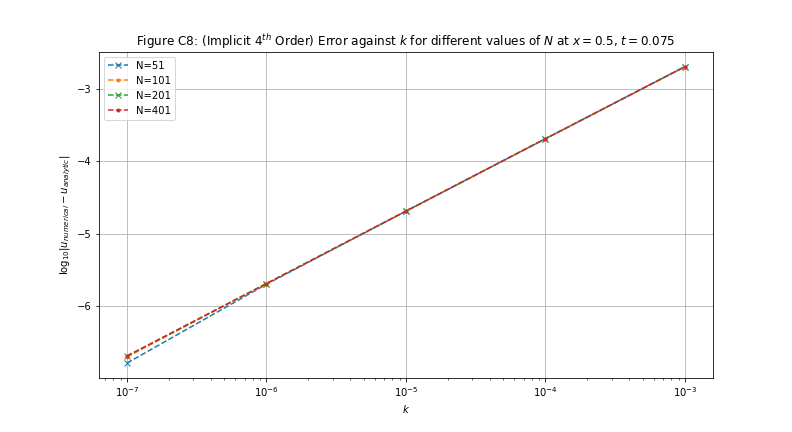 Figure C8: (Implicit 4th Order) Error against k for different values of N at x = 0.5, t = 0.075
N=51
N=101
N=201
N=401
−3
−4
−5
−6
log10|unumerical − uanalytic|
10−7
10−6
10−5
10−4
10−3
k